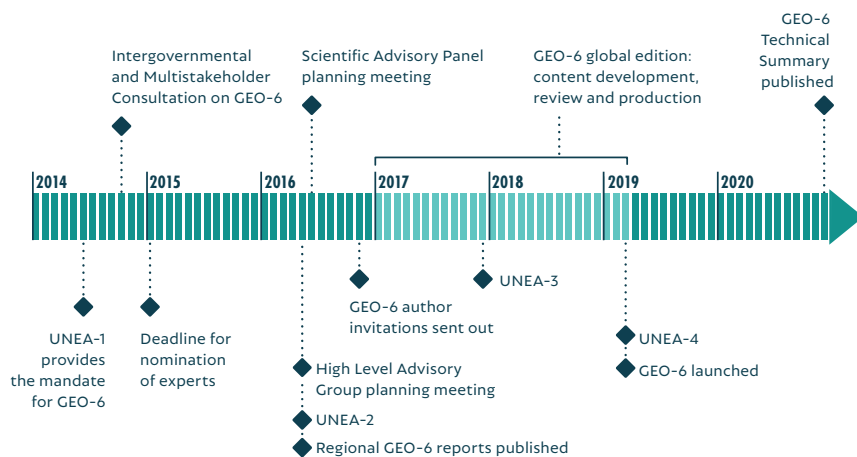 GEO-6
Technical
Summary
published
Intergovernmental
and Multistakeholder
Consultation on GEO-6
Scientific Advisory Panel
planning meeting
GEO-6 global edition:
content development,
review and production
2014
2015
2016
2017
2018
2019
2020
UNEA-1
provides
the mandate
for GEO-6
Deadline for
nomination
of experts
GEO-6 author
invitations sent out
UNEA-3
High Level Advisory
Group planning meeting
UNEA-2
Regional GEO-6 reports published
UNEA-4
GEO-6 launched